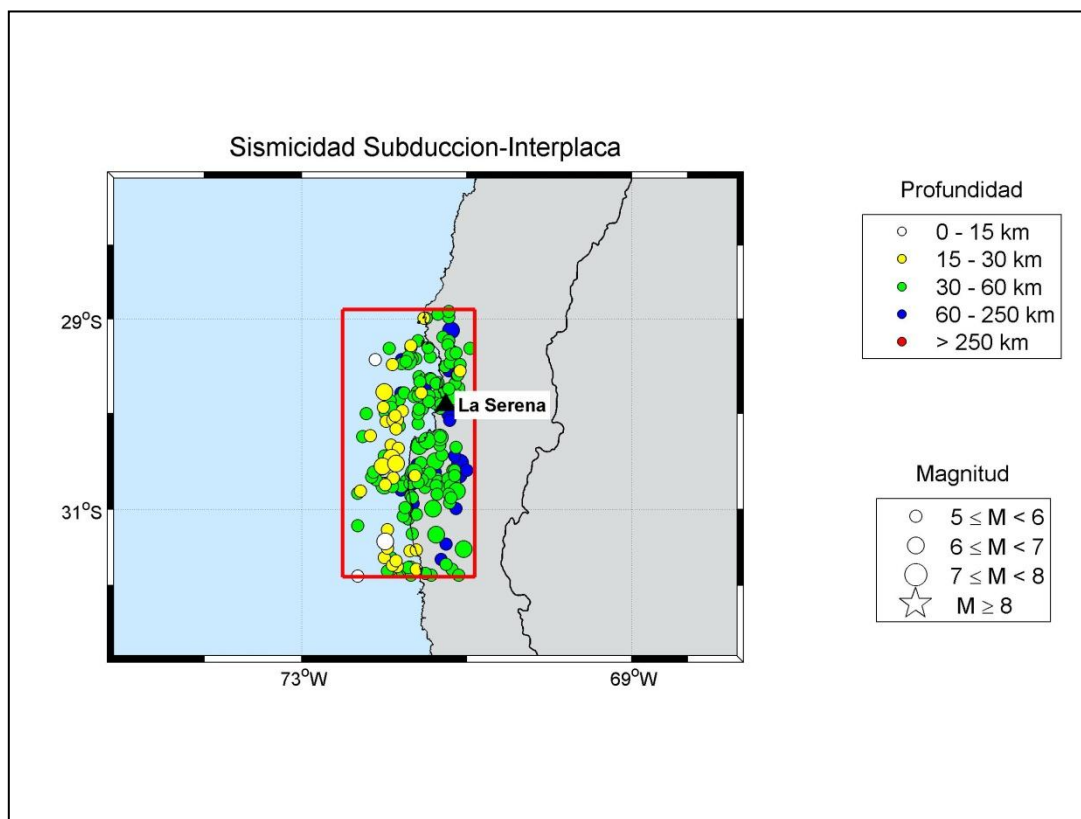 Sismicidad Subduccion-Interplaca
29°S
31°S
73°W
69°W
La Serena
Profundidad
0 - 15 km
15 - 30 km
30 - 60 km
60 - 250 km
> 250 km
Magnitud
5 ≤ M < 6
6 ≤ M < 7
7 ≤ M < 8
M ≥ 8